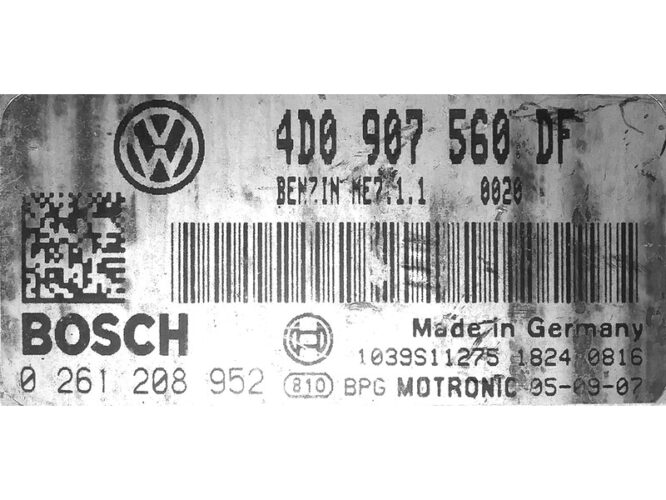 4D0 907 560 DF
BENZIN ME7.1.1 0020
BOSCH
Made in Germany
1039S11275 1824 0816
0 261 208 952 810 BPG MOTRONIC 05-09-07